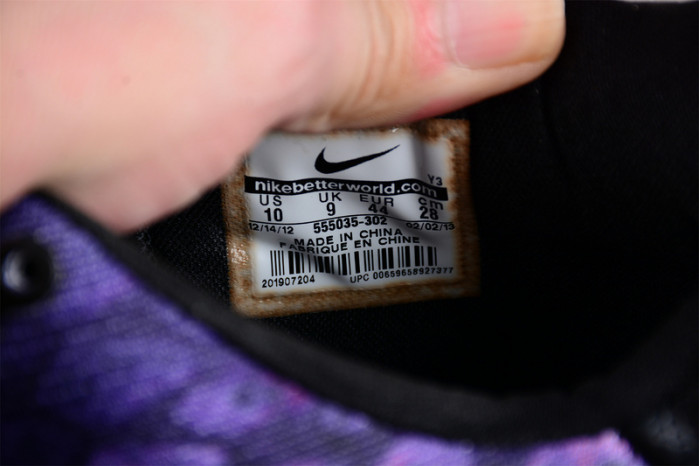 Y3
nikebetterworld.com
US UK EUR cm
10 9 44 28
12/14/12 555035-302 02/02/13
MADE IN CHINA
FABRIQUE EN CHINE
201907204 UPC 00659658927377